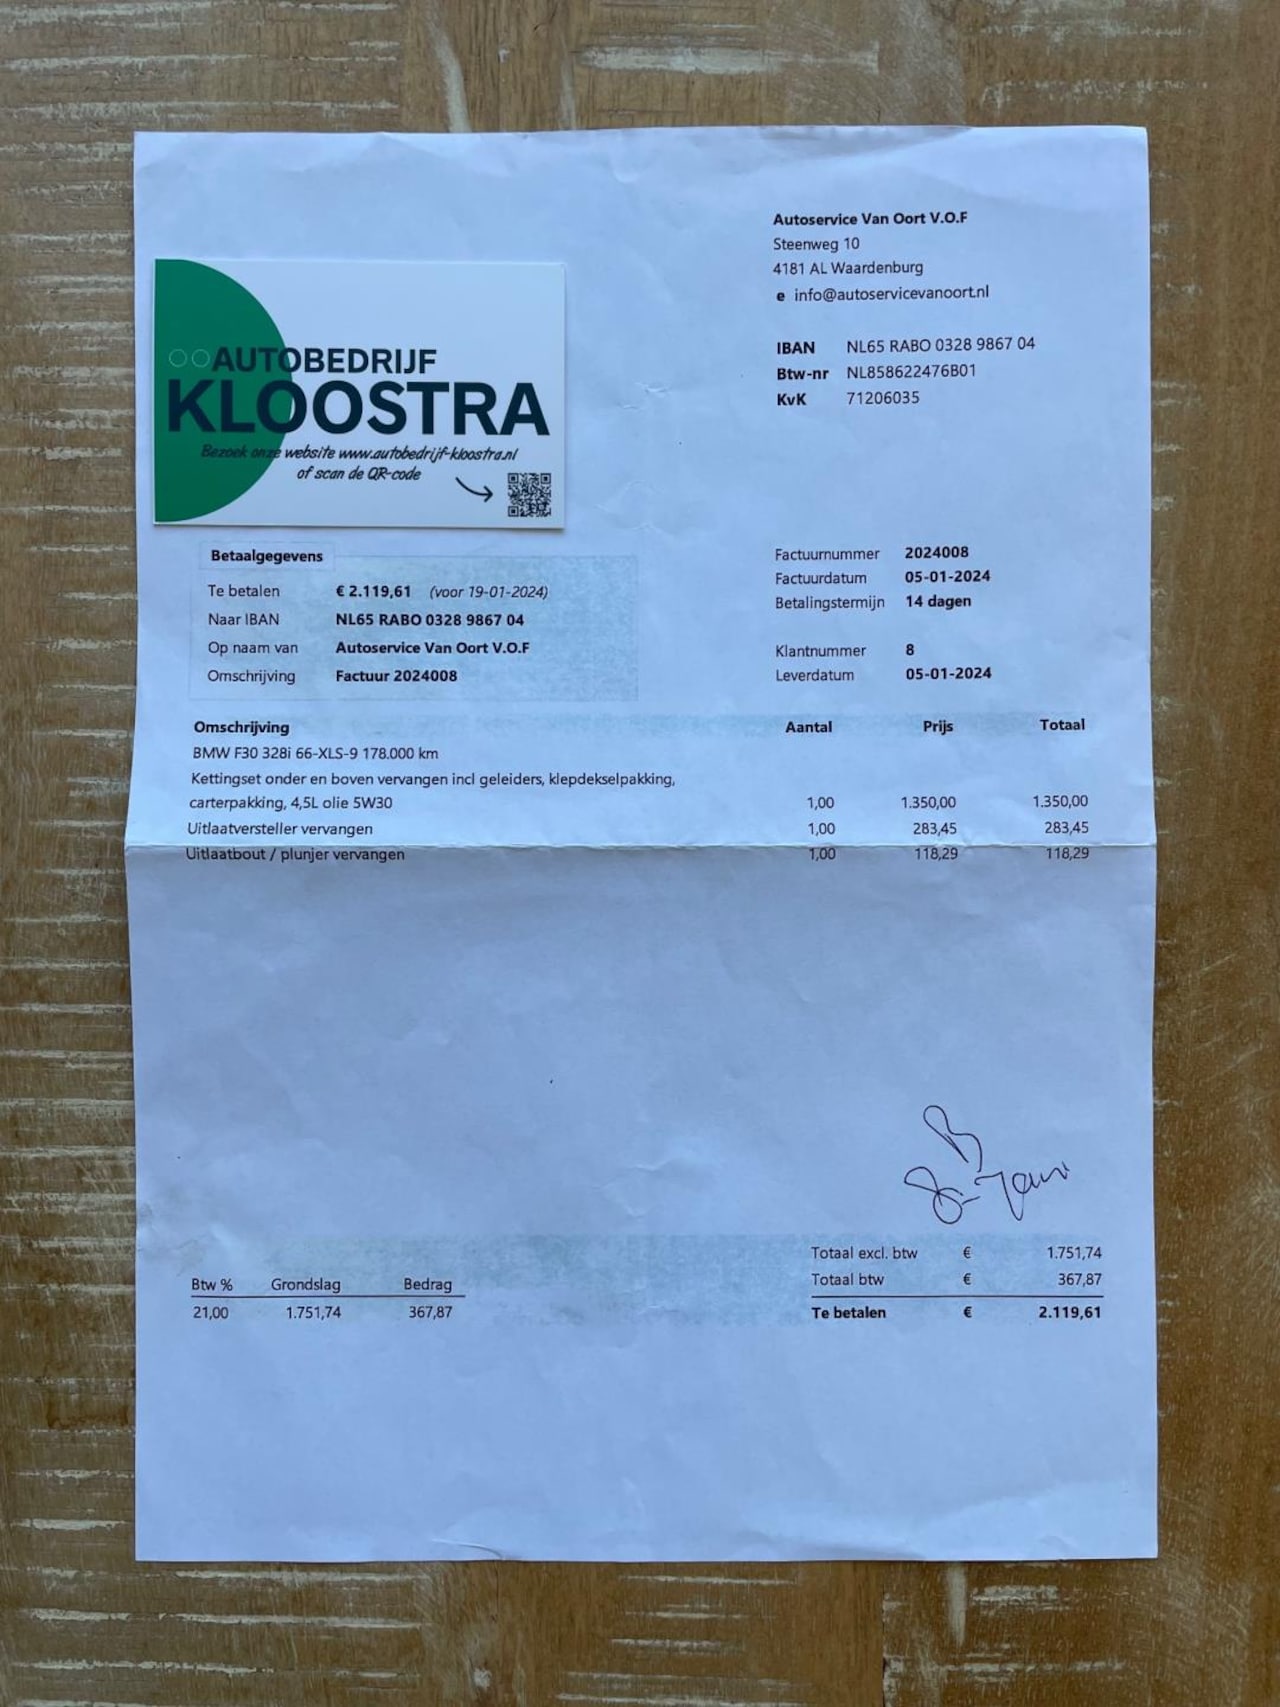 Autoservice Van Oort V.O.F
Steenweg 10
4181 AL Waardenburg
e info@autoservicevanoort.nl
IBAN NL65 RABO 0328 9867 04
Btw-nr NL858622476B01
KvK 71206035
AUTOBEDRIJF
KLOOSTRA
Bezoek onze website www.autobedrijf-kloostra.nl
of scan de QR-code
Betaalgegevens
Te betalen € 2.119,61 (voor 19-01-2024)
Naar IBAN NL65 RABO 0328 9867 04
Op naam van Autoservice Van Oort V.O.F
Omschrijving Factuur 2024008
Factuurnummer 2024008
Factuurdatum 05-01-2024
Betalingstermijn 14 dagen
Klantnummer 8
Leverdatum 05-01-2024
Omschrijving Aantal Prijs Totaal
BMW F30 328i 66-XLS-9 178.000 km
Kettingset onder en boven vervangen incl geleiders, klepdekselpakking,
carterpakking, 4,5L olie 5W30 1,00 1.350,00 1.350,00
Uitlaatversteller vervangen 1,00 283,45 283,45
Uitlaatbout / plunjer vervangen 1,00 118,29 118,29
Totaal excl. btw € 1.751,74
Totaal btw € 367,87
Te betalen € 2.119,61
Btw % Grondslag Bedrag
21,00 1.751,74 367,87